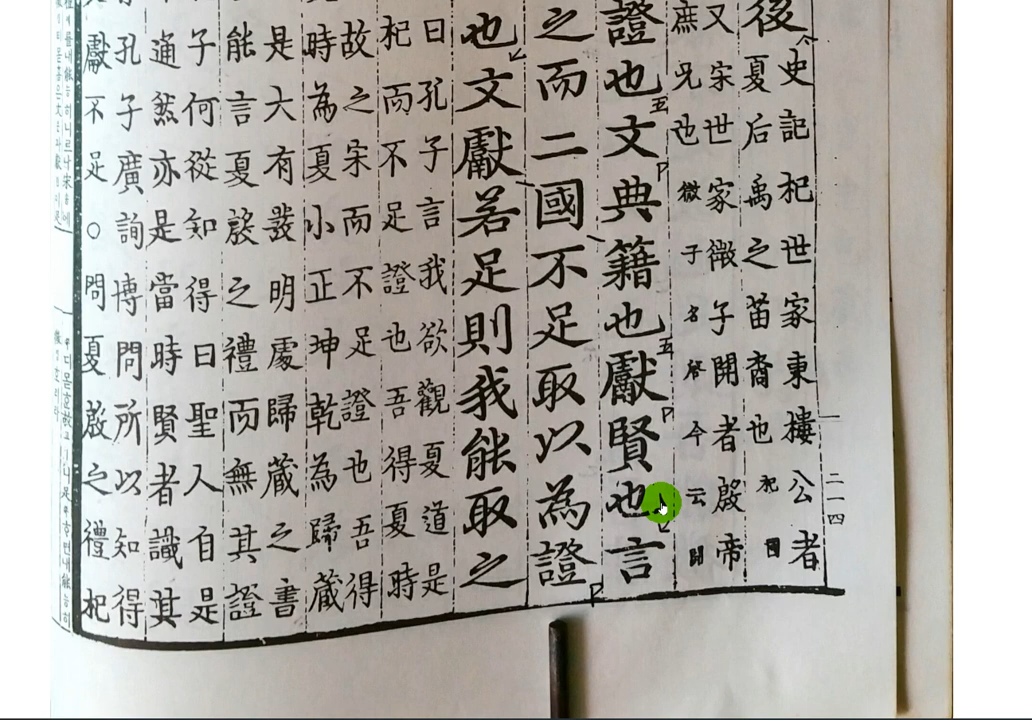 二一四
後史記杞世家東樓公者
夏后禹之苗裔也
又宋世家微子開者殷帝
庶兄也微子名啓今云開
證也文典籍也獻賢也言
之而二國不足取以為證
也文獻若足則我能取之
曰孔子言我欲觀夏道是
杞而不足證也吾得夏時
故之宋而不足證也吾得
時為夏小正坤乾為歸藏
是大有發明處歸藏之書
能言夏殷之禮而無其證
子何從知得曰聖人自是
通然亦是當時賢者識其
孔子廣詢博問所以知得
獻不足○問夏殷之禮杞